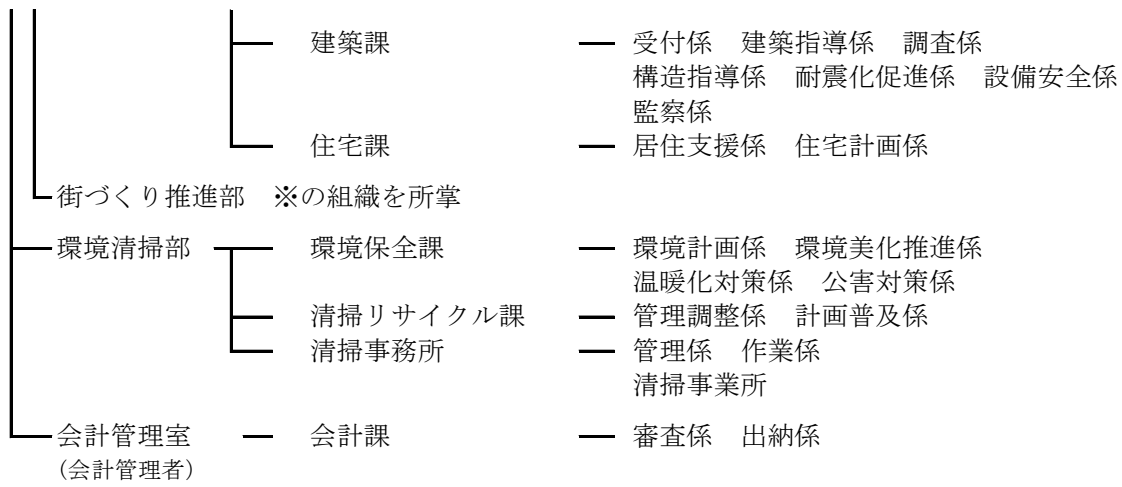 建築課 受付係 建築指導係 調査係
構造指導係 耐震化促進係 設備安全係
監察係
住宅課 居住支援係 住宅計画係
街づくり推進部 ※の組織を所掌
環境清掃部 環境保全課 環境計画係 環境美化推進係
温暖化対策係 公害対策係
清掃リサイクル課 管理調整係 計画普及係
清掃事務所 管理係 作業係
清掃事業所
会計管理室 会計課 審査係 出納係
(会計管理者)